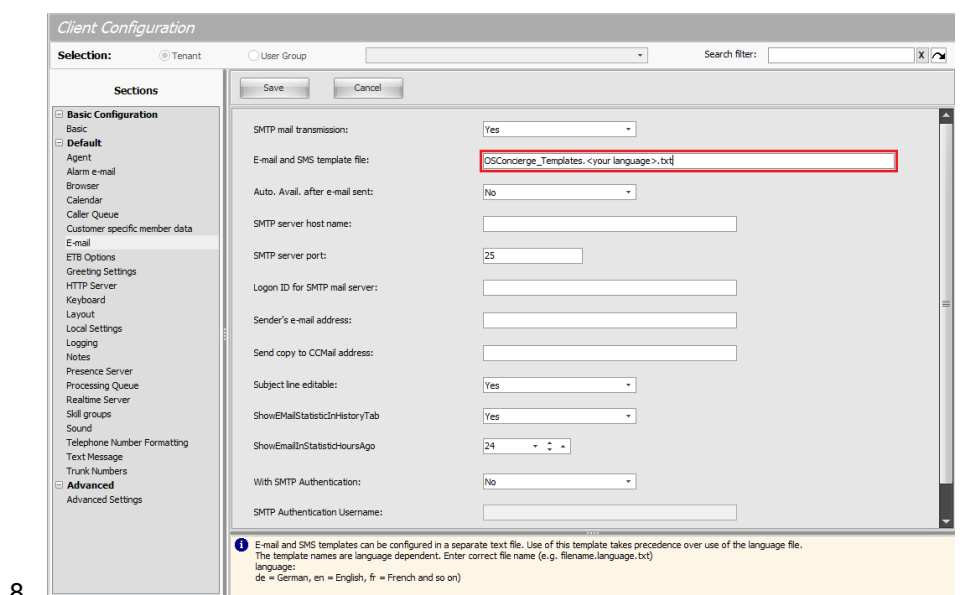 Client Configuration
Selection: Tenant User Group Search filter: X
Sections
Save Cancel
Basic Configuration
Basic
Default
Agent
Alarm e-mail
Browser
Calendar
Caller Queue
Customer specific member data
E-mail
ETB Options
Greeting Settings
HTTP Server
Keyboard
Layout
Local Settings
Logging
Notes
Presence Server
Processing Queue
Realtime Server
Skill groups
Sound
Telephone Number Formatting
Text Message
Trunk Numbers
Advanced
Advanced Settings
SMTP mail transmission: Yes
E-mail and SMS template file: OSConcierge_Templates.<your language>.txt
Auto. Avail. after e-mail sent: No
SMTP server host name:
SMTP server port: 25
Logon ID for SMTP mail server:
Sender's e-mail address:
Send copy to CCMail address:
Subject line editable: Yes
ShowEMailStatisticInHistoryTab Yes
ShowEmailInStatisticHoursAgo 24
With SMTP Authentication: No
SMTP Authentication Username:
E-mail and SMS templates can be configured in a separate text file. Use of this template takes precedence over use of the language file.
The template names are language dependent. Enter correct file name (e.g. filename.language.txt)
language:
de = German, en = English, fr = French and so on)
8